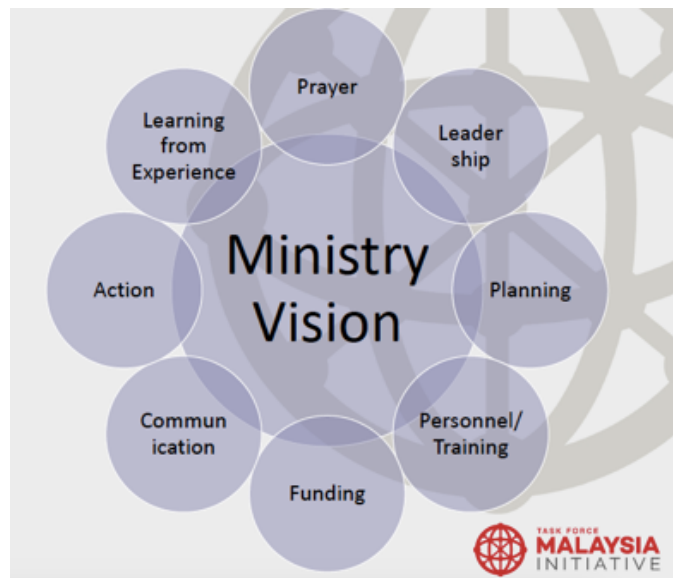 Prayer
Leader
ship
Planning
Personnel/
Training
Funding
Commun
ication
Action
Learning
from
Experience
Ministry
Vision
TASK FORCE
MALAYSIA
INITIATIVE